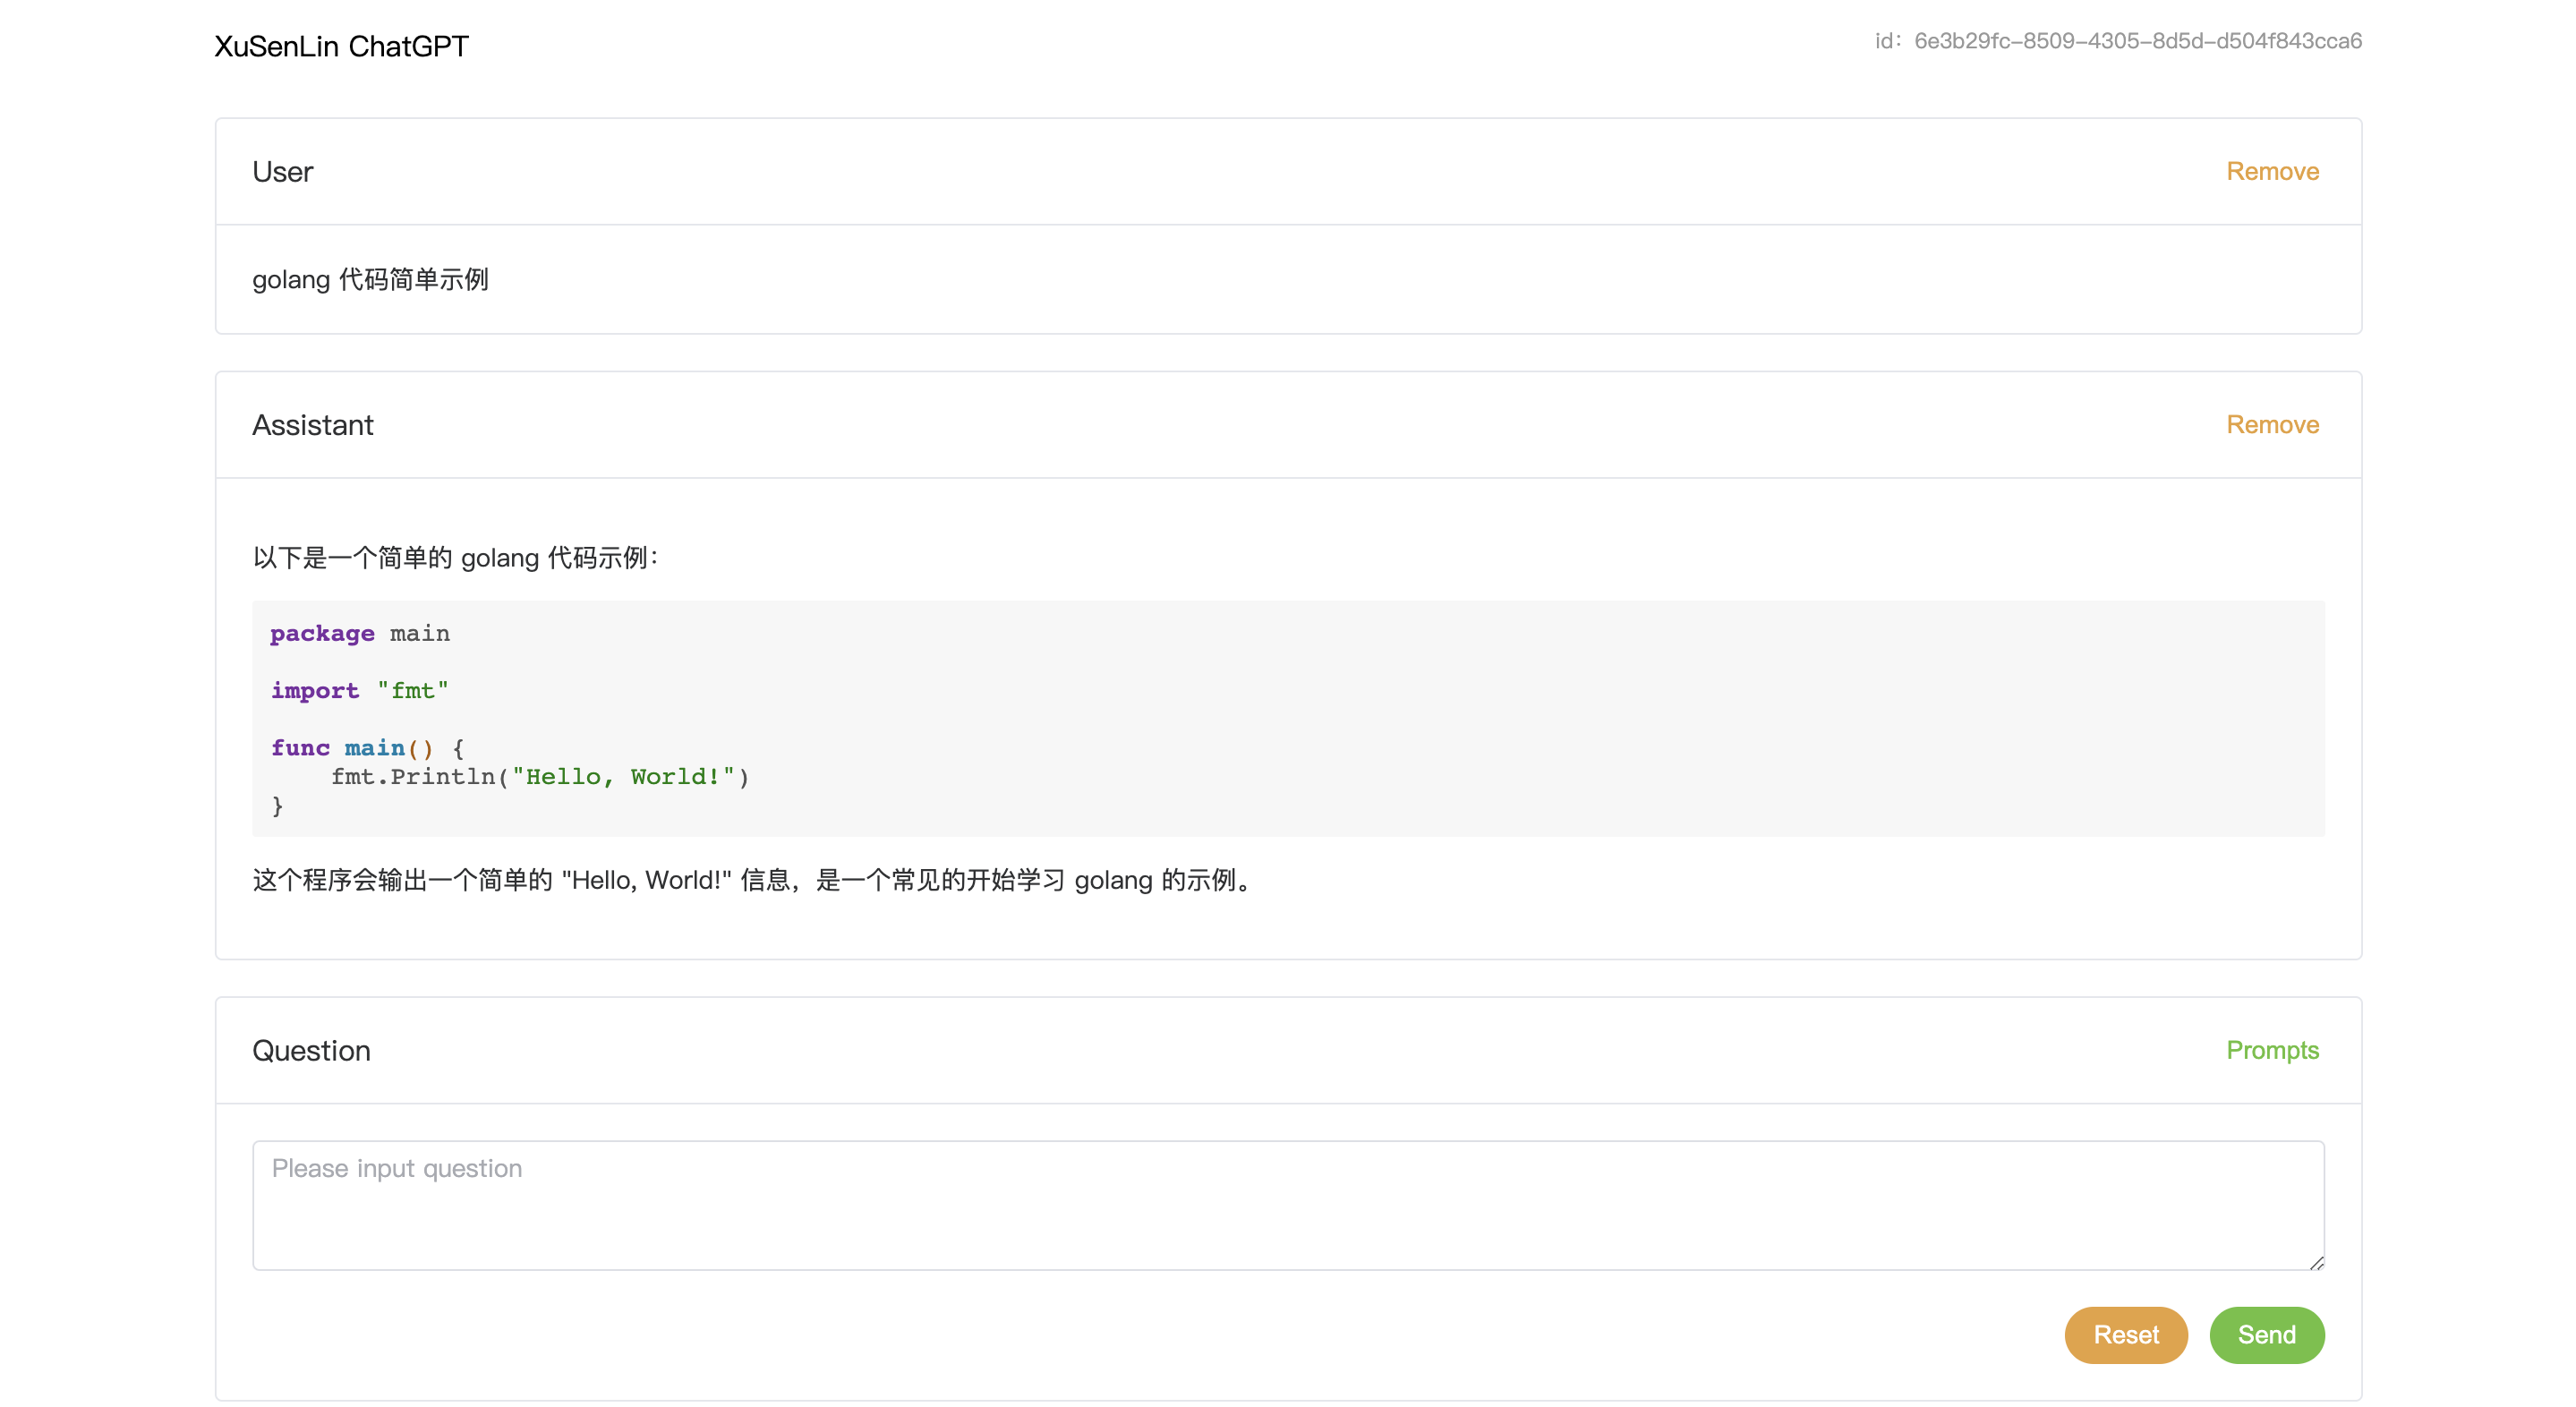 XuSenLin ChatGPT
id：6e3b29fc-8509-4305-8d5d-d504f843cca6
User
Remove
golang 代码简单示例
Assistant
Remove
以下是一个简单的 golang 代码示例：
package main
import "fmt"
func main() {
    fmt.Println("Hello, World!")
}
这个程序会输出一个简单的 "Hello, World!" 信息，是一个常见的开始学习 golang 的示例。
Question
Prompts
Please input question
Reset
Send